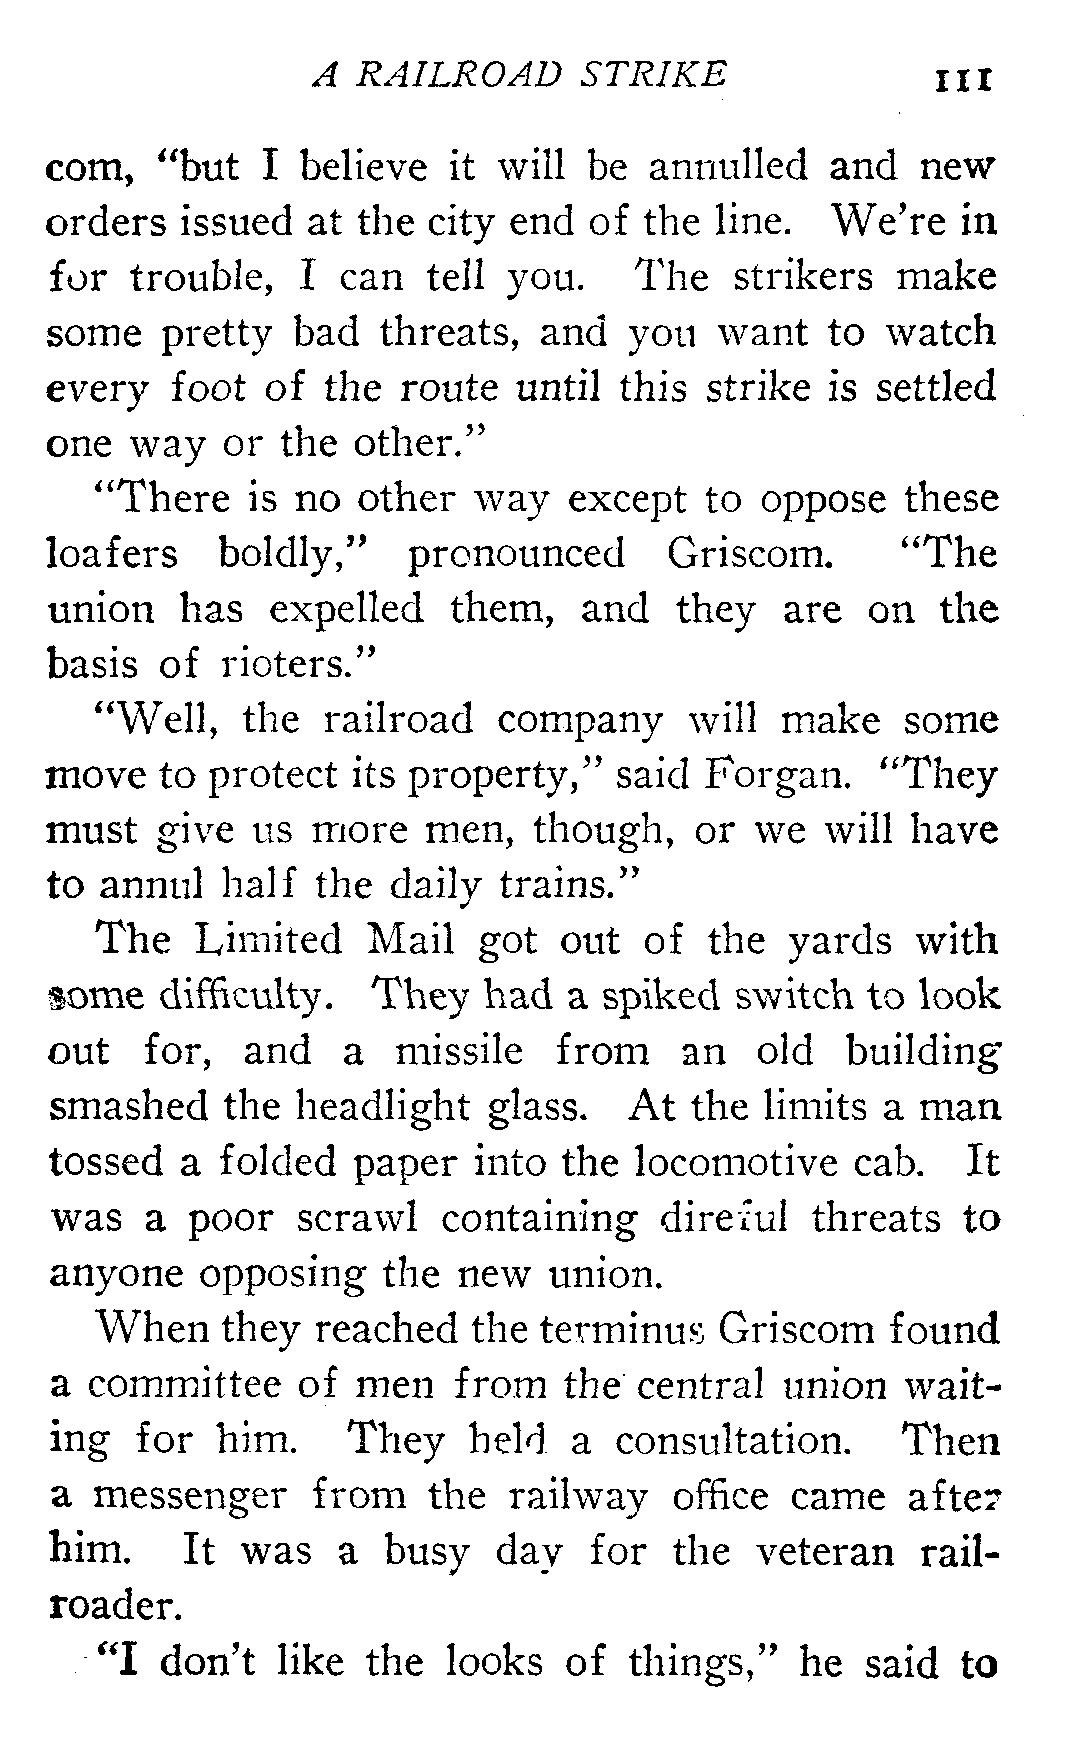 A RAILROAD STRIKE 111
com, “but I believe it will be annulled and new
orders issued at the city end of the line. We’re in
for trouble, I can tell you. The strikers make
some pretty bad threats, and you want to watch
every foot of the route until this strike is settled
one way or the other.”
“There is no other way except to oppose these
loafers boldly,” pronounced Griscom. “The
union has expelled them, and they are on the
basis of rioters.”
“Well, the railroad company will make some
move to protect its property,” said Forgan. “They
must give us more men, though, or we will have
to annul half the daily trains.”
The Limited Mail got out of the yards with
some difficulty. They had a spiked switch to look
out for, and a missile from an old building
smashed the headlight glass. At the limits a man
tossed a folded paper into the locomotive cab. It
was a poor scrawl containing direful threats to
anyone opposing the new union.
When they reached the terminus Griscom found
a committee of men from the central union wait-
ing for him. They held a consultation. Then
a messenger from the railway office came after
him. It was a busy day for the veteran rail-
roader.
“I don’t like the looks of things,” he said to